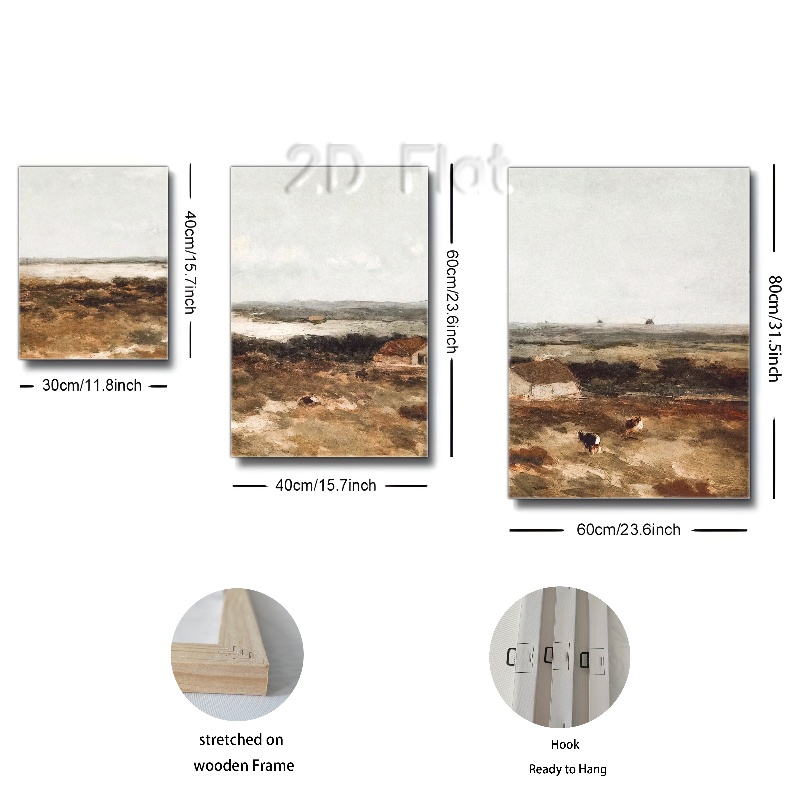 2D Flat
40cm/15.7inch
30cm/11.8inch
60cm/23.6inch
40cm/15.7inch
80cm/31.5inch
60cm/23.6inch
stretched on
wooden Frame
Hook
Ready to Hang